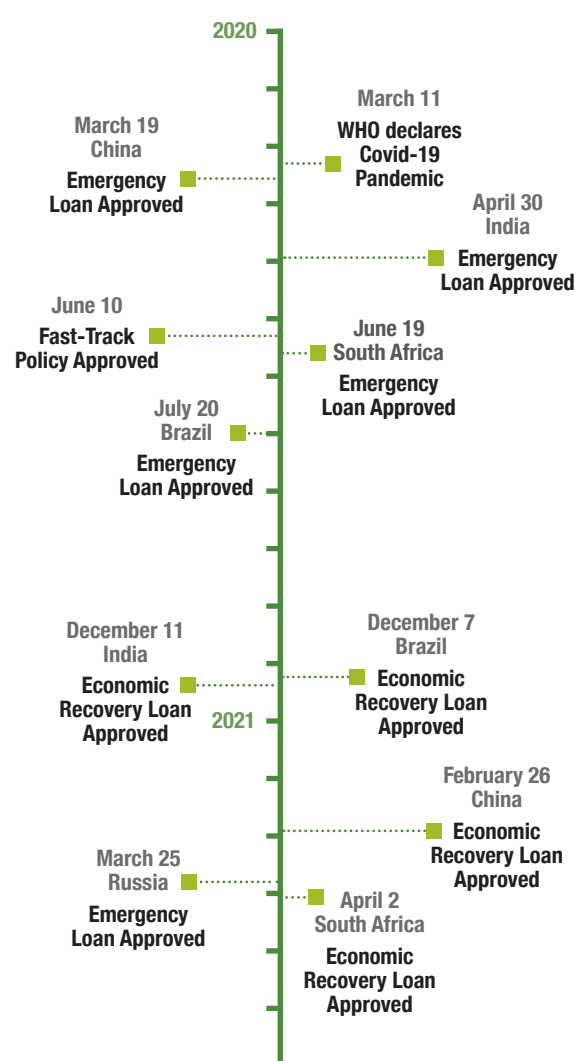 2020
March 11
WHO declares
Covid-19
Pandemic
March 19
China
Emergency
Loan Approved
April 30
India
Emergency
Loan Approved
June 10
Fast-Track
Policy Approved
June 19
South Africa
Emergency
Loan Approved
July 20
Brazil
Emergency
Loan Approved
December 7
Brazil
Economic
Recovery Loan
Approved
December 11
India
Economic
Recovery Loan
Approved
2021
February 26
China
Economic
Recovery Loan
Approved
March 25
Russia
Emergency
Loan Approved
April 2
South Africa
Economic
Recovery Loan
Approved